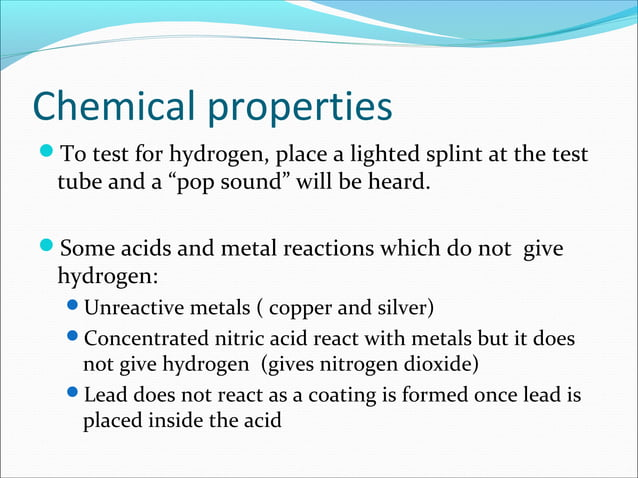 Chemical properties
To test for hydrogen, place a lighted splint at the test
tube and a “pop sound” will be heard.
Some acids and metal reactions which do not  give
hydrogen:
Unreactive metals ( copper and silver)
Concentrated nitric acid react with metals but it does
not give hydrogen  (gives nitrogen dioxide)
Lead does not react as a coating is formed once lead is
placed inside the acid